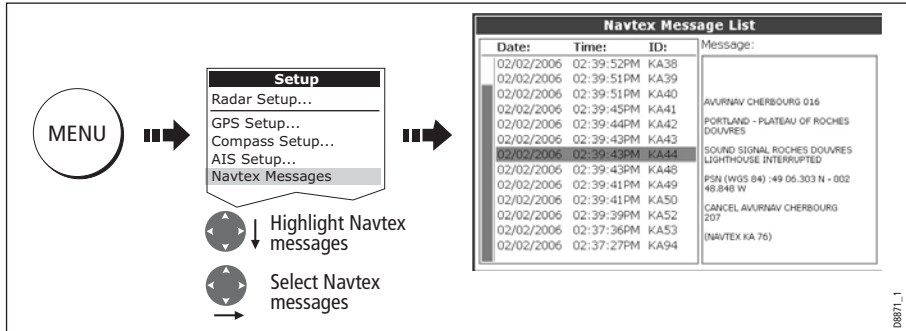 MENU
Setup
Radar Setup...
GPS Setup...
Compass Setup...
AIS Setup...
Navtex Messages
Highlight Navtex
messages
Select Navtex
messages
Navtex Message List
Date: Time: ID:
02/02/2006 02:39:52PM KA38
02/02/2006 02:39:51PM KA39
02/02/2006 02:39:51PM KA40
02/02/2006 02:39:45PM KA41
02/02/2006 02:39:44PM KA42
02/02/2006 02:39:43PM KA43
02/02/2006 02:39:43PM KA44
02/02/2006 02:39:43PM KA48
02/02/2006 02:39:41PM KA49
02/02/2006 02:39:41PM KA50
02/02/2006 02:39:39PM KA52
02/02/2006 02:37:36PM KA53
02/02/2006 02:37:27PM KA94
Message:
AVURNAV CHERBOURG 016
PORTLAND - PLATEAU OF ROCHES
DOUVRES
SOUND SIGNAL ROCHES DOUVRES
LIGHTHOUSE INTERRUPTED
PSN (WGS 84) :49 06.303 N - 002
48.848 W
CANCEL AVURNAV CHERBOURG
207
(NAVTEX KA 76)
D8871_1